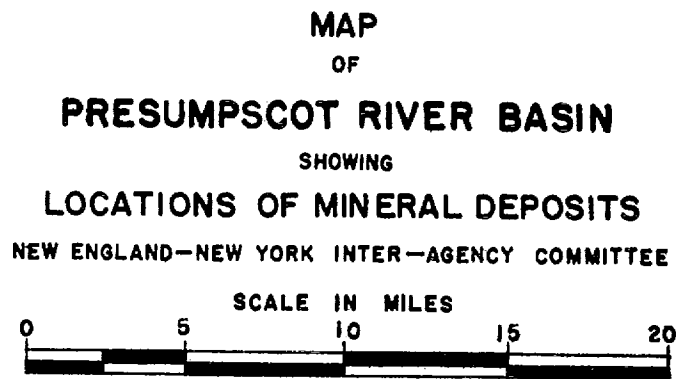 MAP
OF
PRESUMPSCOT RIVER BASIN
SHOWING
LOCATIONS OF MINERAL DEPOSITS
NEW ENGLAND—NEW YORK INTER—AGENCY COMMITTEE
SCALE IN MILES
0 5 10 15 20